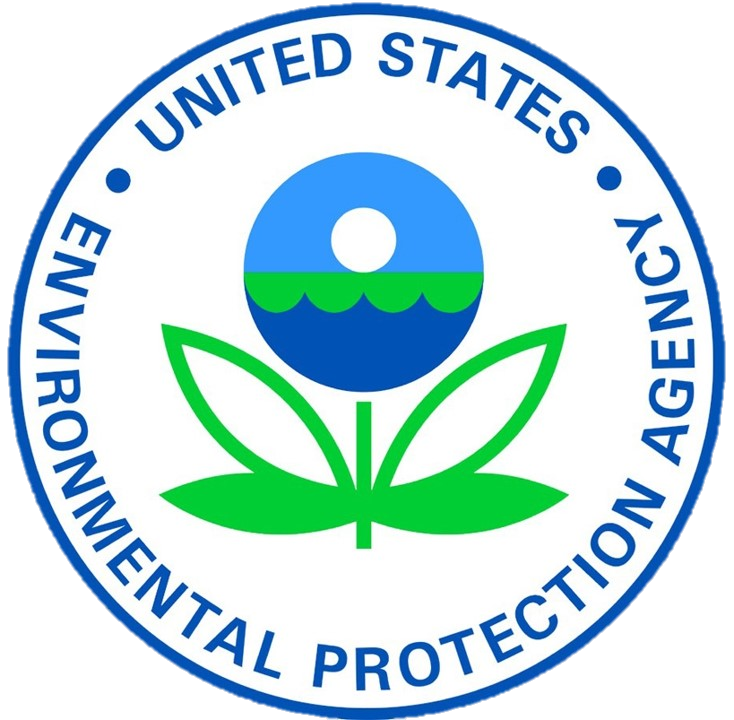 UNITED STATES
ENVIRONMENTAL PROTECTION AGENCY